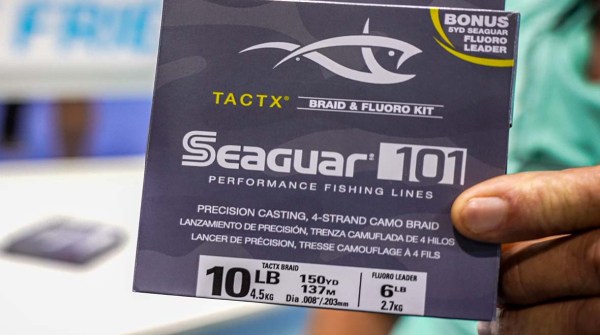 FRIE
BONUS
5YD SEAGUAR
FLUORO
LEADER
TACTX® BRAID & FLUORO KIT
SEAGUAR® 101
PERFORMANCE FISHING LINES
PRECISION CASTING, 4-STRAND CAMO BRAID
LANZAMIENTO DE PRECISIÓN, TRENZA CAMUFLADA DE 4 HILOS
LANCER DE PRÉCISION, TRESSE CAMOUFLAGE À 4 FILS
TACTX BRAID
10LB 4.5KG
150YD
137M
Dia .008"/.203mm
FLUORO LEADER
6LB
2.7KG